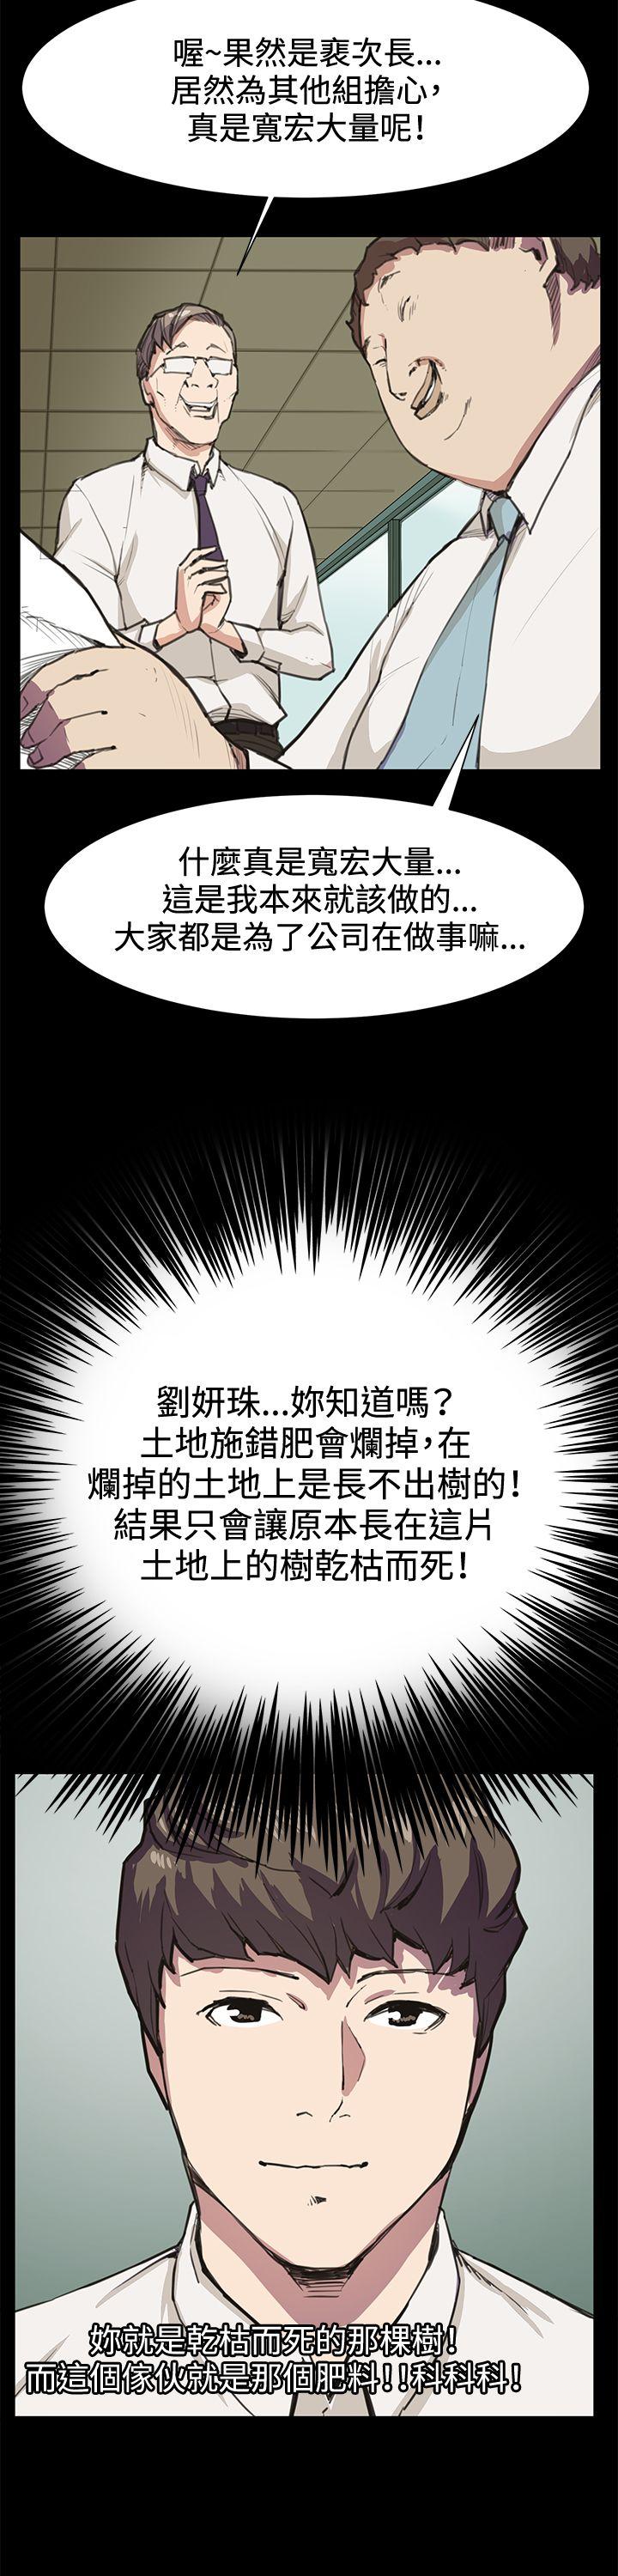 喔~果然是裵次長...
居然為其他組擔心,
真是寬宏大量呢!
什麼真是寬宏大量...
這是我本來就該做的...
大家都是為了公司在做事嘛...
劉妍珠...妳知道嗎?
土地施錯肥會爛掉,在
爛掉的土地上是長不出樹的!
結果只會讓原本長在這片
土地上的樹乾枯而死!
妳就是乾枯而死的那棵樹!
而這個傢伙就是那個肥料!!科科科!